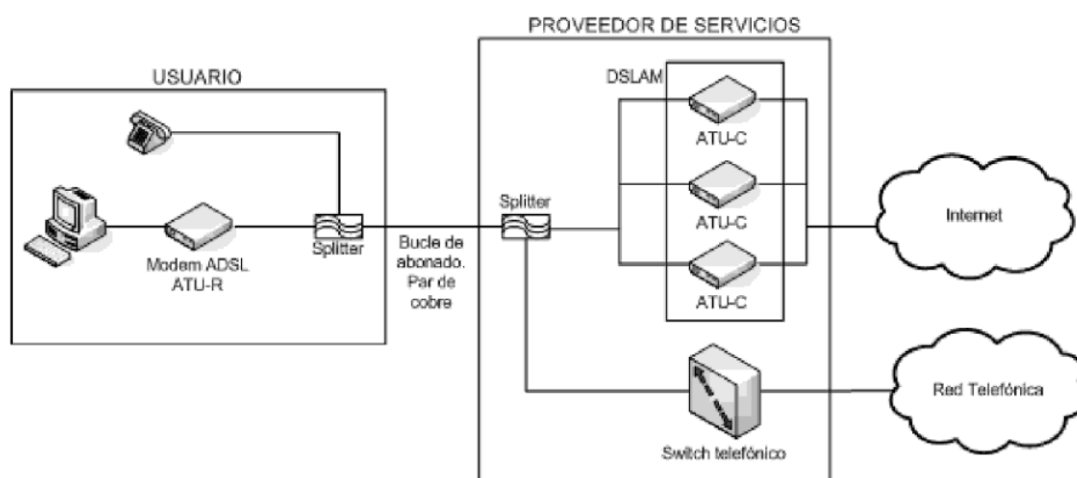 PROVEEDOR DE SERVICIOS
USUARIO
DSLAM
ATU-C
Splitter
ATU-C
Internet
Splitter
Bucle de
abonado.
Par de
cobre
Modem ADSL
ATU-R
ATU-C
Red Telefónica
Switch telefónico